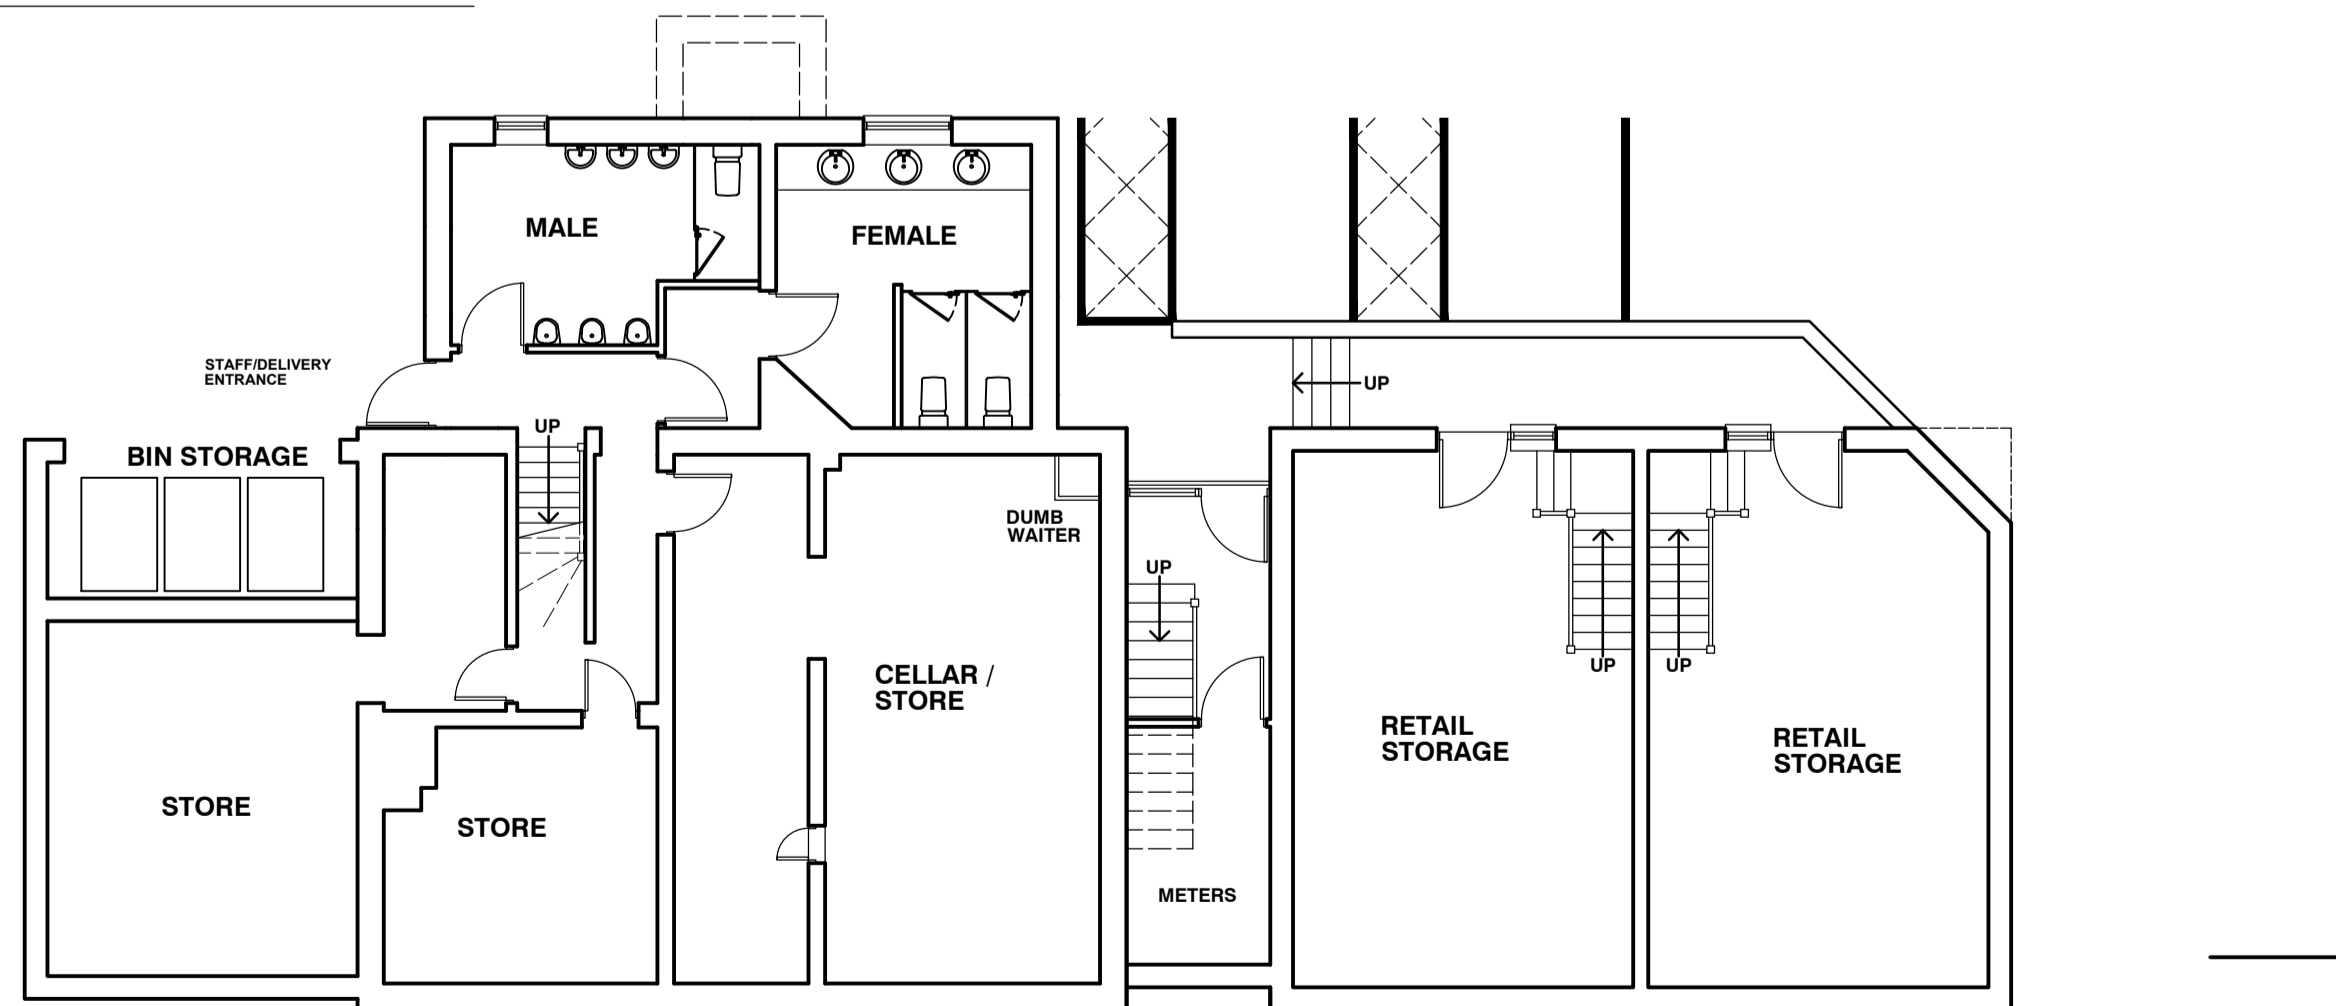 MALE
FEMALE
STAFF/DELIVERY
ENTRANCE
UP
UP
BIN STORAGE
DUMB
WAITER
UP
CELLAR /
STORE
UP
UP
RETAIL
STORAGE
RETAIL
STORAGE
STORE
STORE
METERS